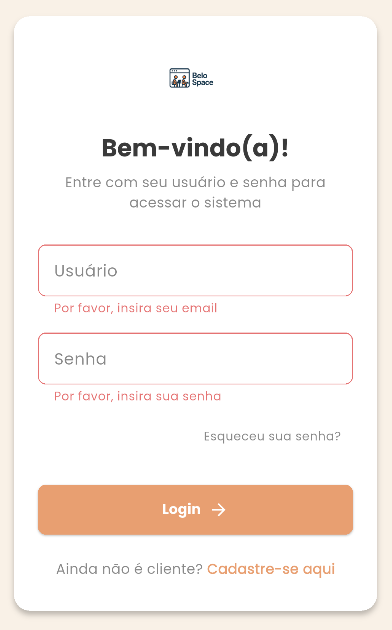 Belo
Space
Bem-vindo(a)!
Entre com seu usuário e senha para
acessar o sistema
Usuário
Por favor, insira seu email
Senha
Por favor, insira sua senha
Esqueceu sua senha?
Login →
Ainda não é cliente? Cadastre-se aqui